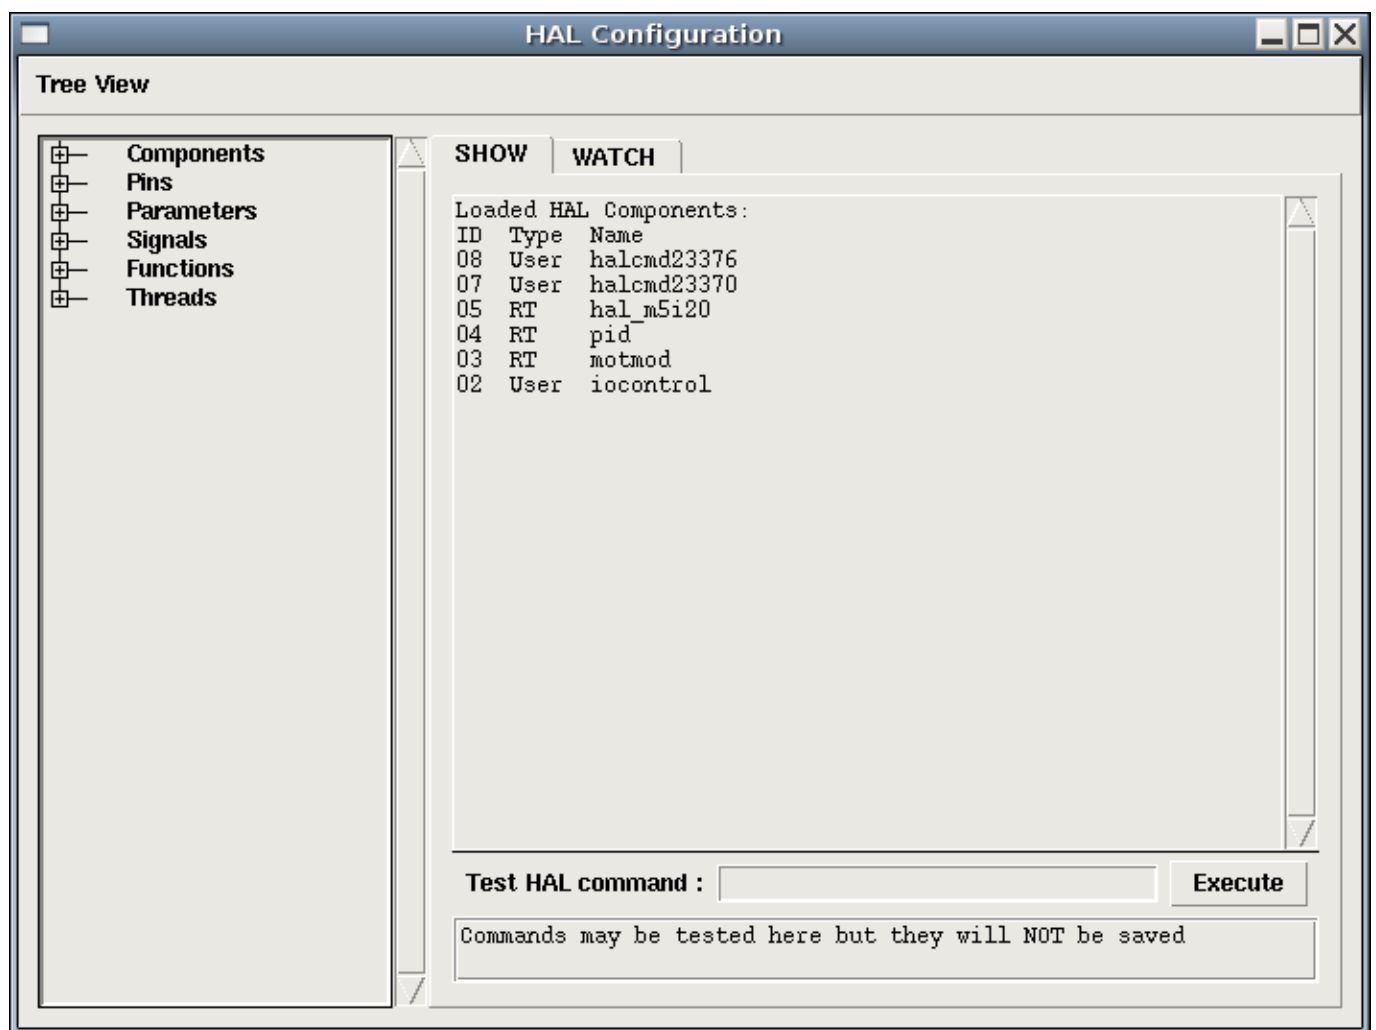 HAL Configuration
Tree View
Components
Pins
Parameters
Signals
Functions
Threads
SHOW WATCH
Loaded HAL Components:
ID Type Name
08 User halcmd23376
07 User halcmd23370
05 RT hal_m5i20
04 RT pid
03 RT motmod
02 User iocontrol
Test HAL command : Execute
Commands may be tested here but they will NOT be saved